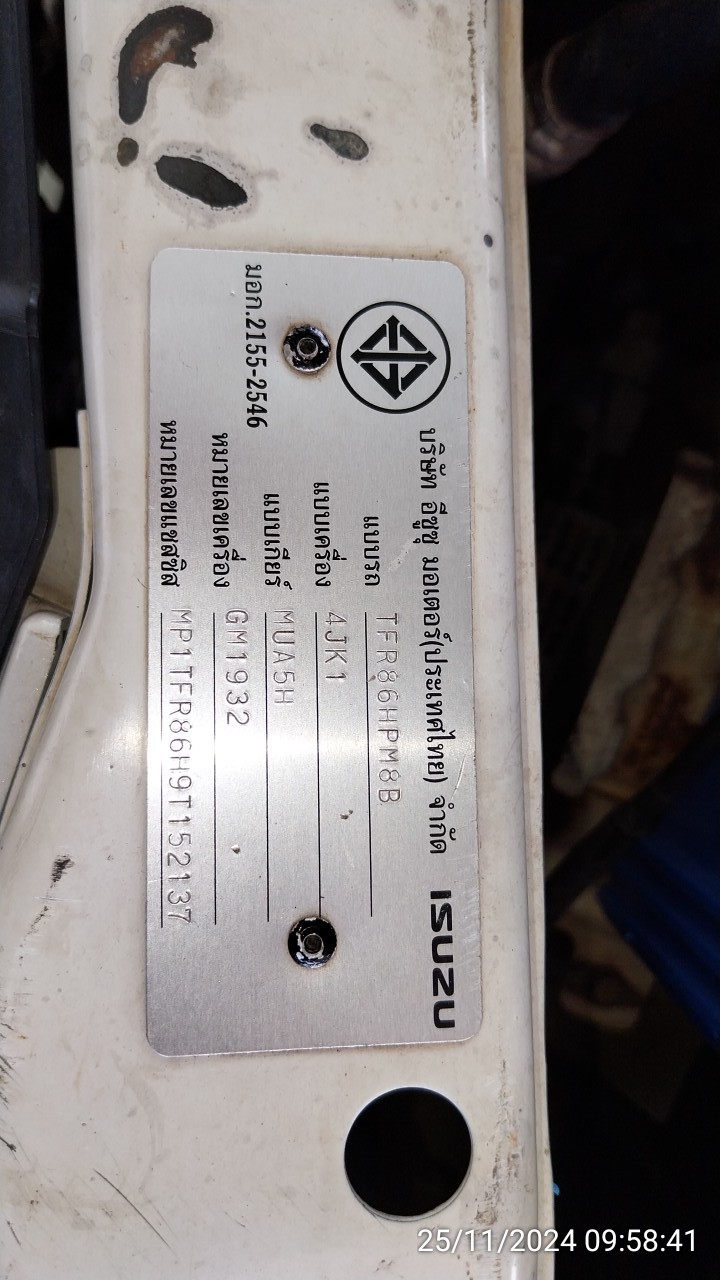 บริษัท อีซูซุ มอเตอร์(ประเทศไทย) จำกัด ISUZU
แบบรถ TFR86HPM8B
แบบเครื่อง 4JK1
มอก.2155-2546
แบบเกียร์ MUA5H
หมายเลขเครื่อง GM1932
หมายเลขแชสซิส MP1TFR86H9T152137
25/11/2024 09:58:41